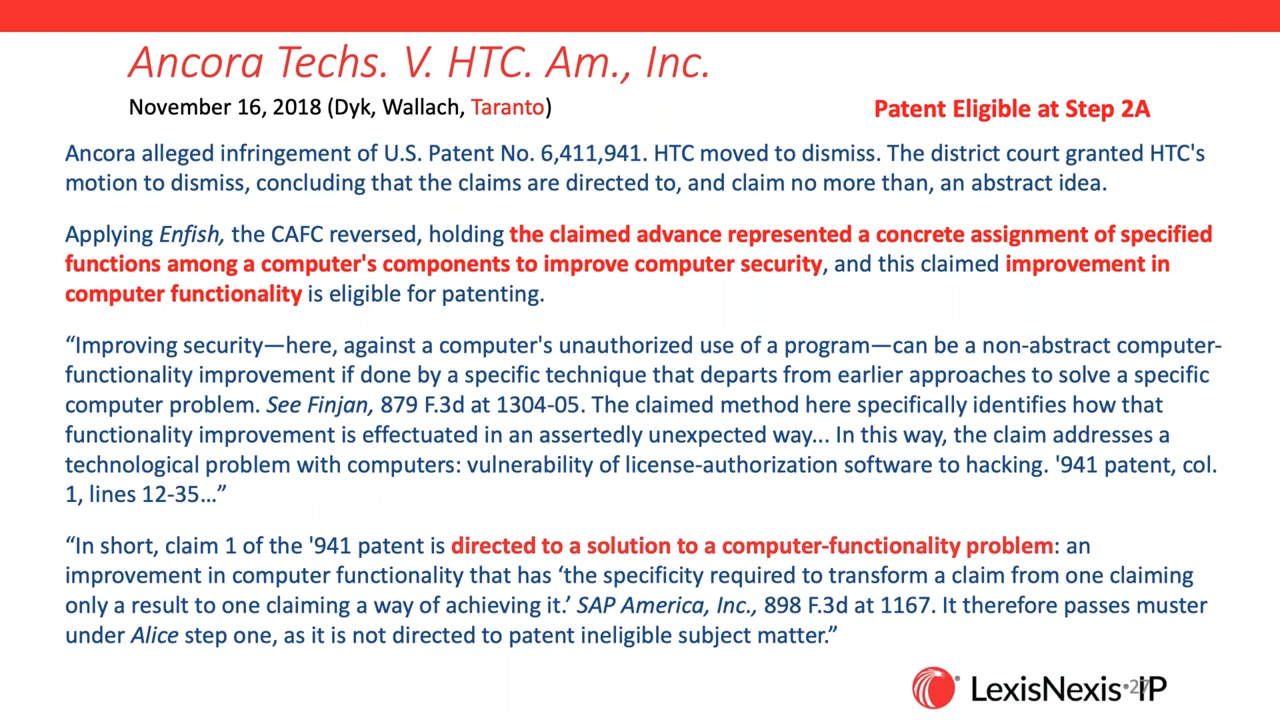 Ancora Techs. V. HTC. Am., Inc.
November 16, 2018 (Dyk, Wallach, Taranto)
Patent Eligible at Step 2A
Ancora alleged infringement of U.S. Patent No. 6,411,941. HTC moved to dismiss. The district court granted HTC's
motion to dismiss, concluding that the claims are directed to, and claim no more than, an abstract idea.
Applying Enfish, the CAFC reversed, holding the claimed advance represented a concrete assignment of specified
functions among a computer's components to improve computer security, and this claimed improvement in
computer functionality is eligible for patenting.
“Improving security—here, against a computer's unauthorized use of a program—can be a non-abstract computer-
functionality improvement if done by a specific technique that departs from earlier approaches to solve a specific
computer problem. See Finjan, 879 F.3d at 1304-05. The claimed method here specifically identifies how that
functionality improvement is effectuated in an assertedly unexpected way... In this way, the claim addresses a
technological problem with computers: vulnerability of license-authorization software to hacking. '941 patent, col.
1, lines 12-35…”
“In short, claim 1 of the '941 patent is directed to a solution to a computer-functionality problem: an
improvement in computer functionality that has ‘the specificity required to transform a claim from one claiming
only a result to one claiming a way of achieving it.’ SAP America, Inc., 898 F.3d at 1167. It therefore passes muster
under Alice step one, as it is not directed to patent ineligible subject matter.”
LexisNexis • IP
27